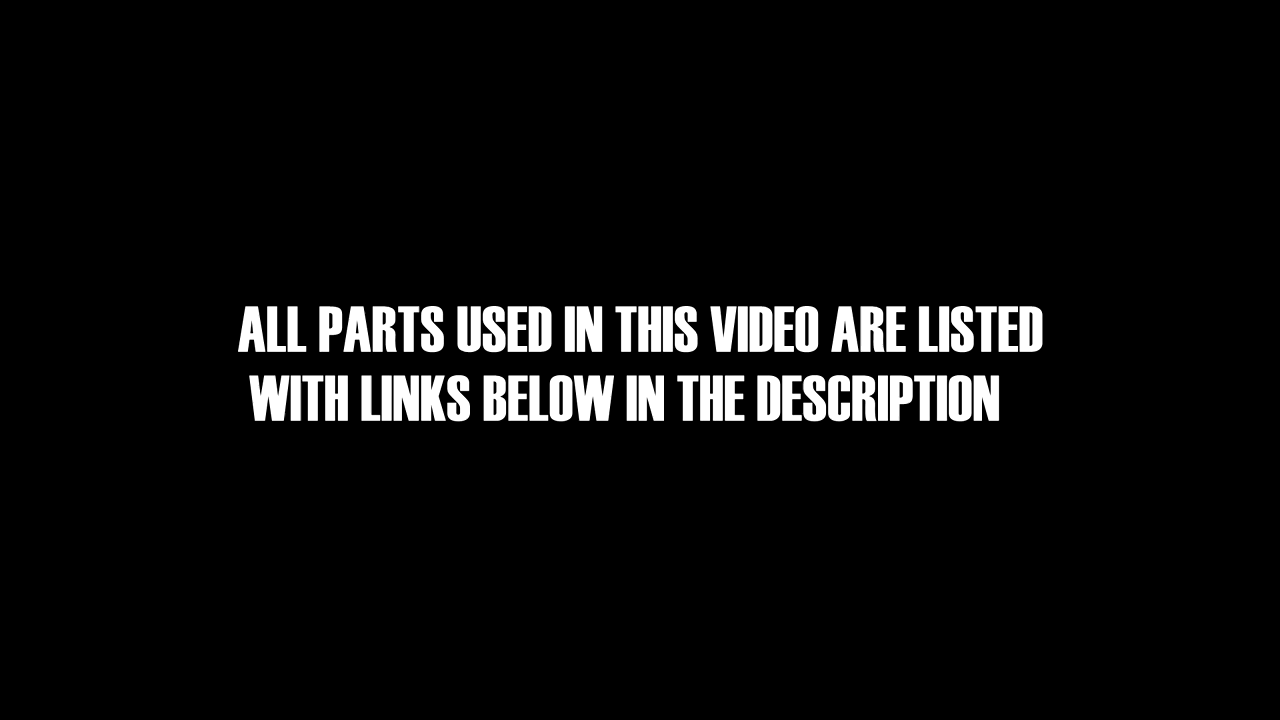 ALL PARTS USED IN THIS VIDEO ARE LISTED
WITH LINKS BELOW IN THE DESCRIPTION